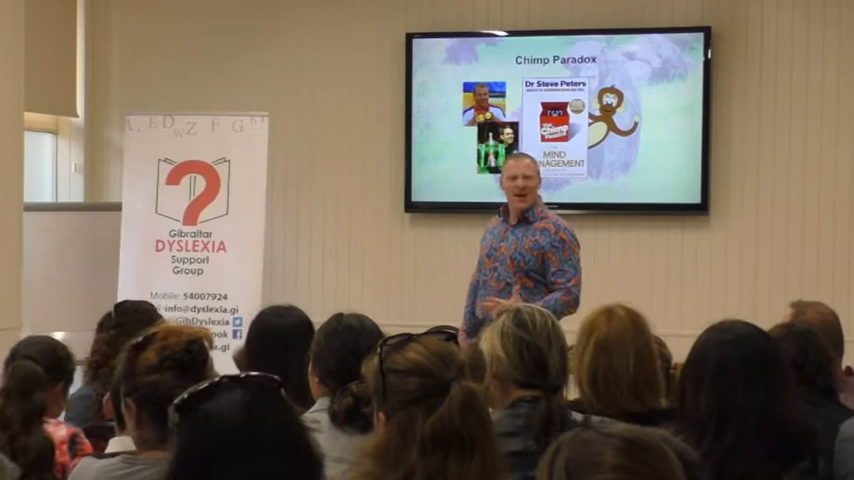 Chimp Paradox
Dr Steve Peters
The
Chimp
Paradox
MIND
MANAGEMENT
A E D W Z F G
?
Gibraltar
DYSLEXIA
Support
Group
Mobile: 54007924
info@dyslexia.gi
GibDyslexia